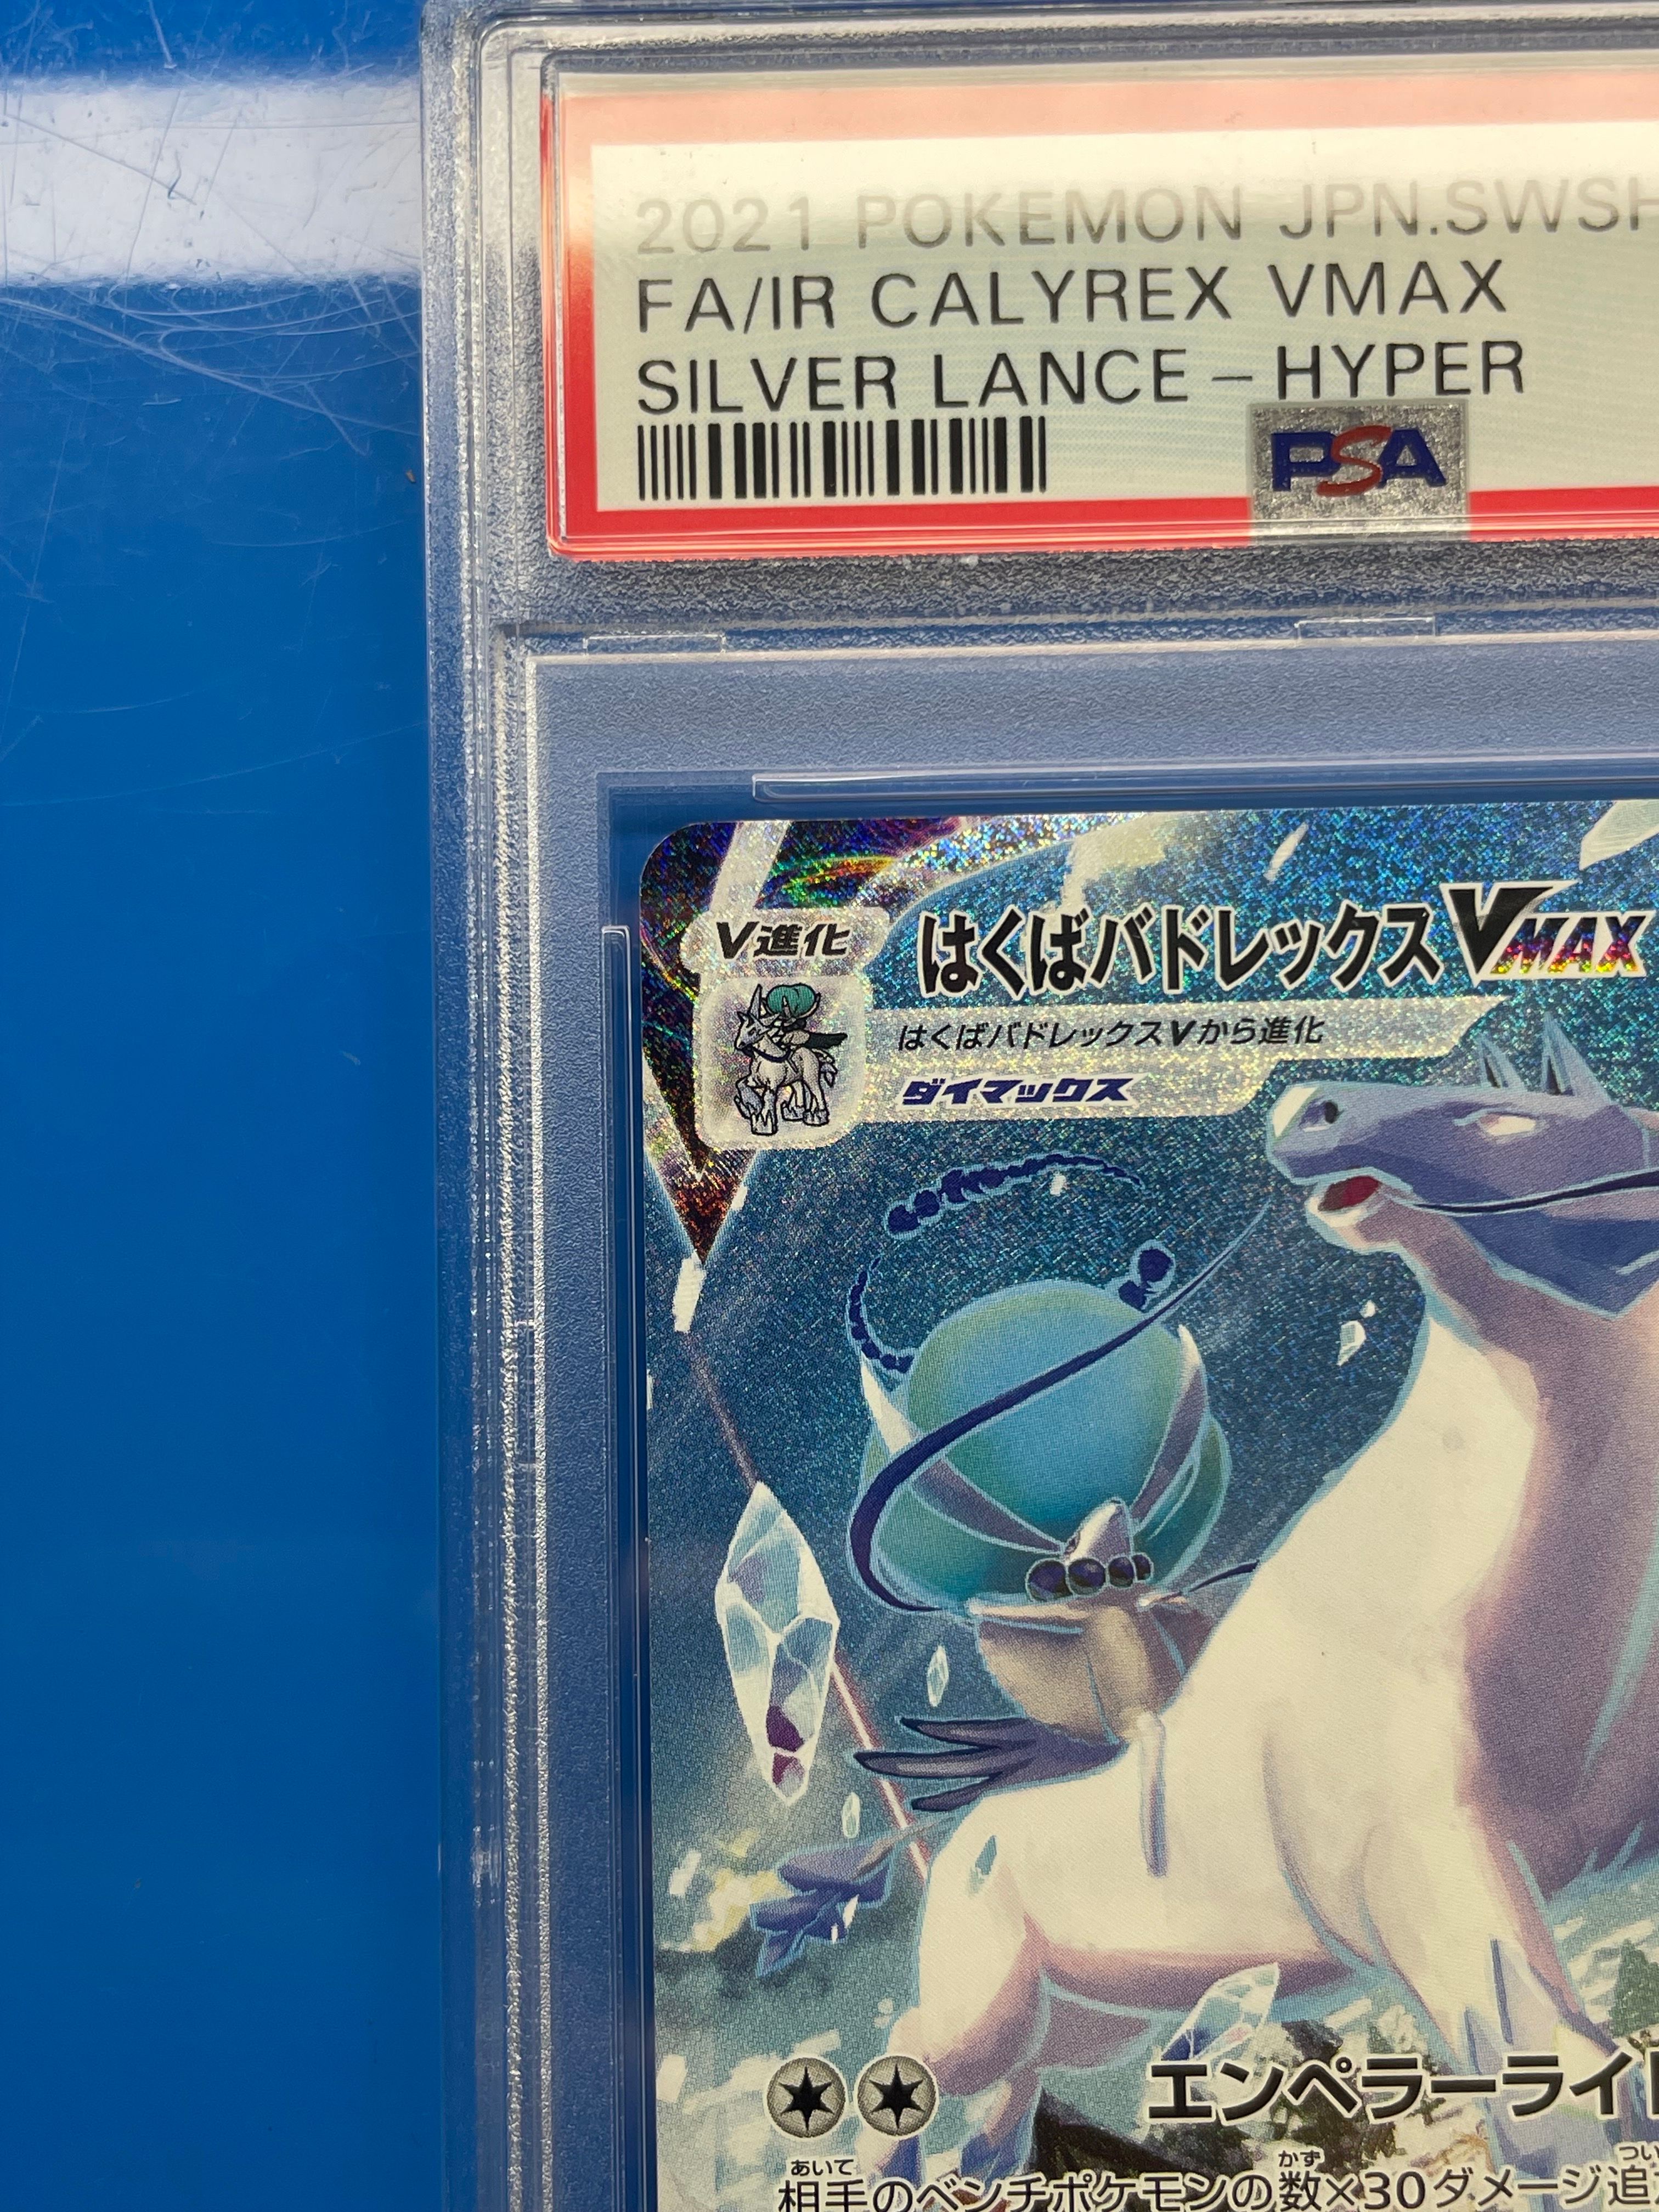 2021 POKEMON JPN.SWSH
FA/IR CALYREX VMAX
SILVER LANCE-HYPER
PSA
V進化
はくばバドレックスVMAX
はくばバドレックスVから進化
ダイマックス
エンペラーライド
あいて かず つい
相手のベンチポケモンの数×30ダメージ追